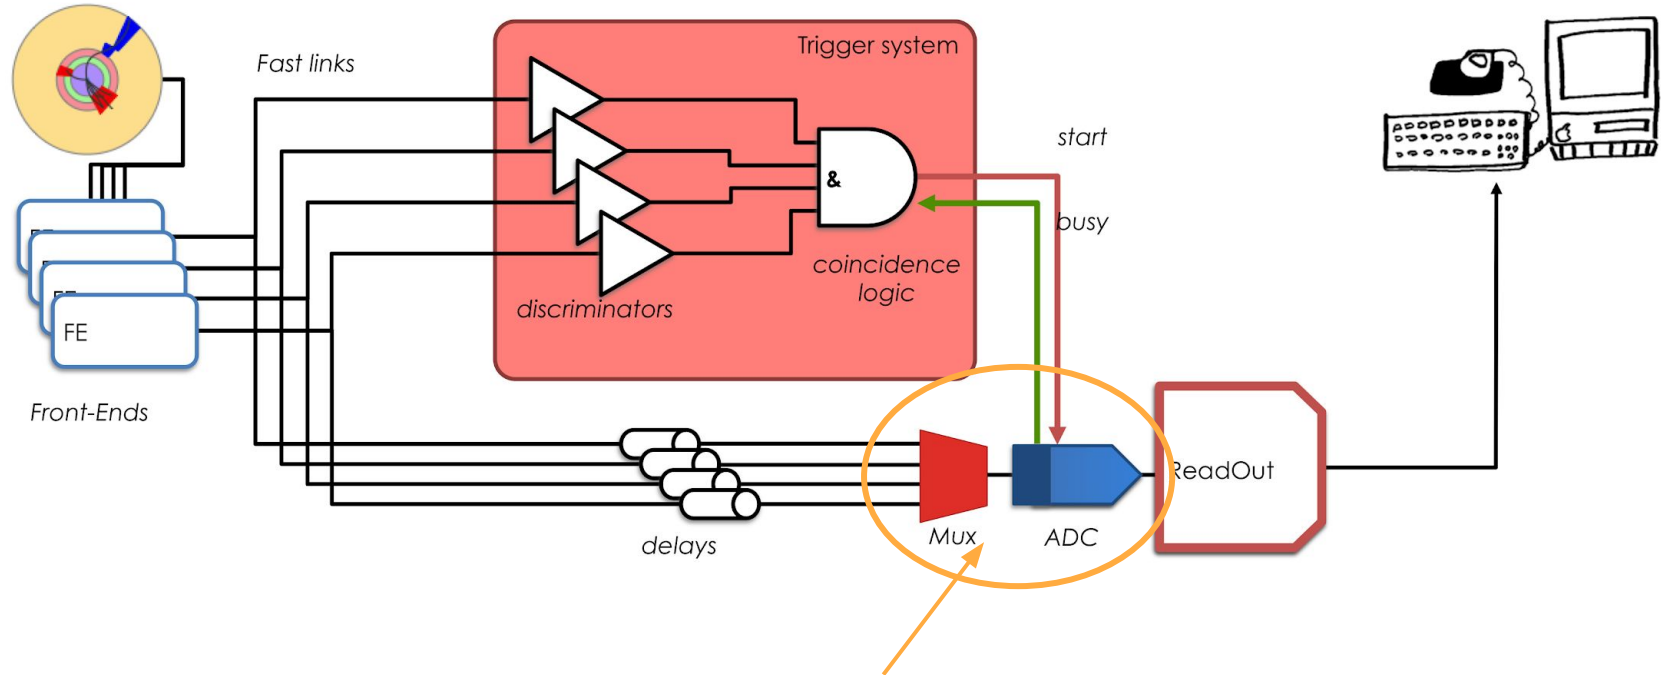 Trigger system
Fast links
start
&
busy
coincidence
logic
discriminators
FE
Front-Ends
ReadOut
Mux
ADC
delays